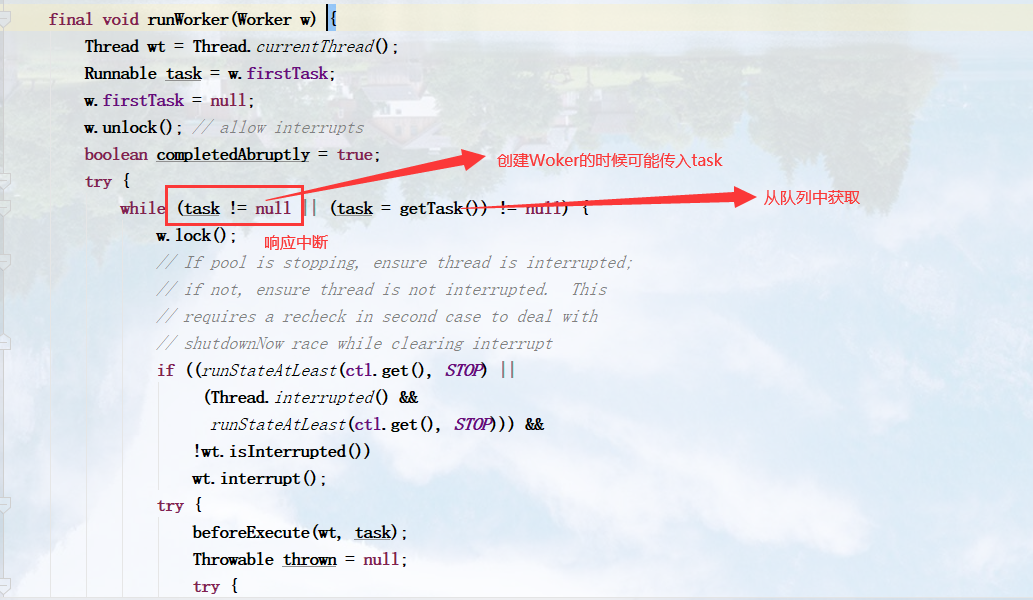 final void runWorker(Worker w) {
Thread wt = Thread.currentThread();
Runnable task = w.firstTask;
w.firstTask = null;
w.unlock(); // allow interrupts
boolean completedAbruptly = true;
try {
创建Woker的时候可能传入task
while (task != null || (task = getTask()) != null) {
从队列中获取
w.lock();
响应中断
// If pool is stopping, ensure thread is interrupted;
// if not, ensure thread is not interrupted.  This
// requires a recheck in second case to deal with
// shutdownNow race while clearing interrupt
if ((runStateAtLeast(ctl.get(), STOP) ||
(Thread.interrupted() &&
runStateAtLeast(ctl.get(), STOP))) &&
!wt.isInterrupted())
wt.interrupt();
try {
beforeExecute(wt, task);
Throwable thrown = null;
try {